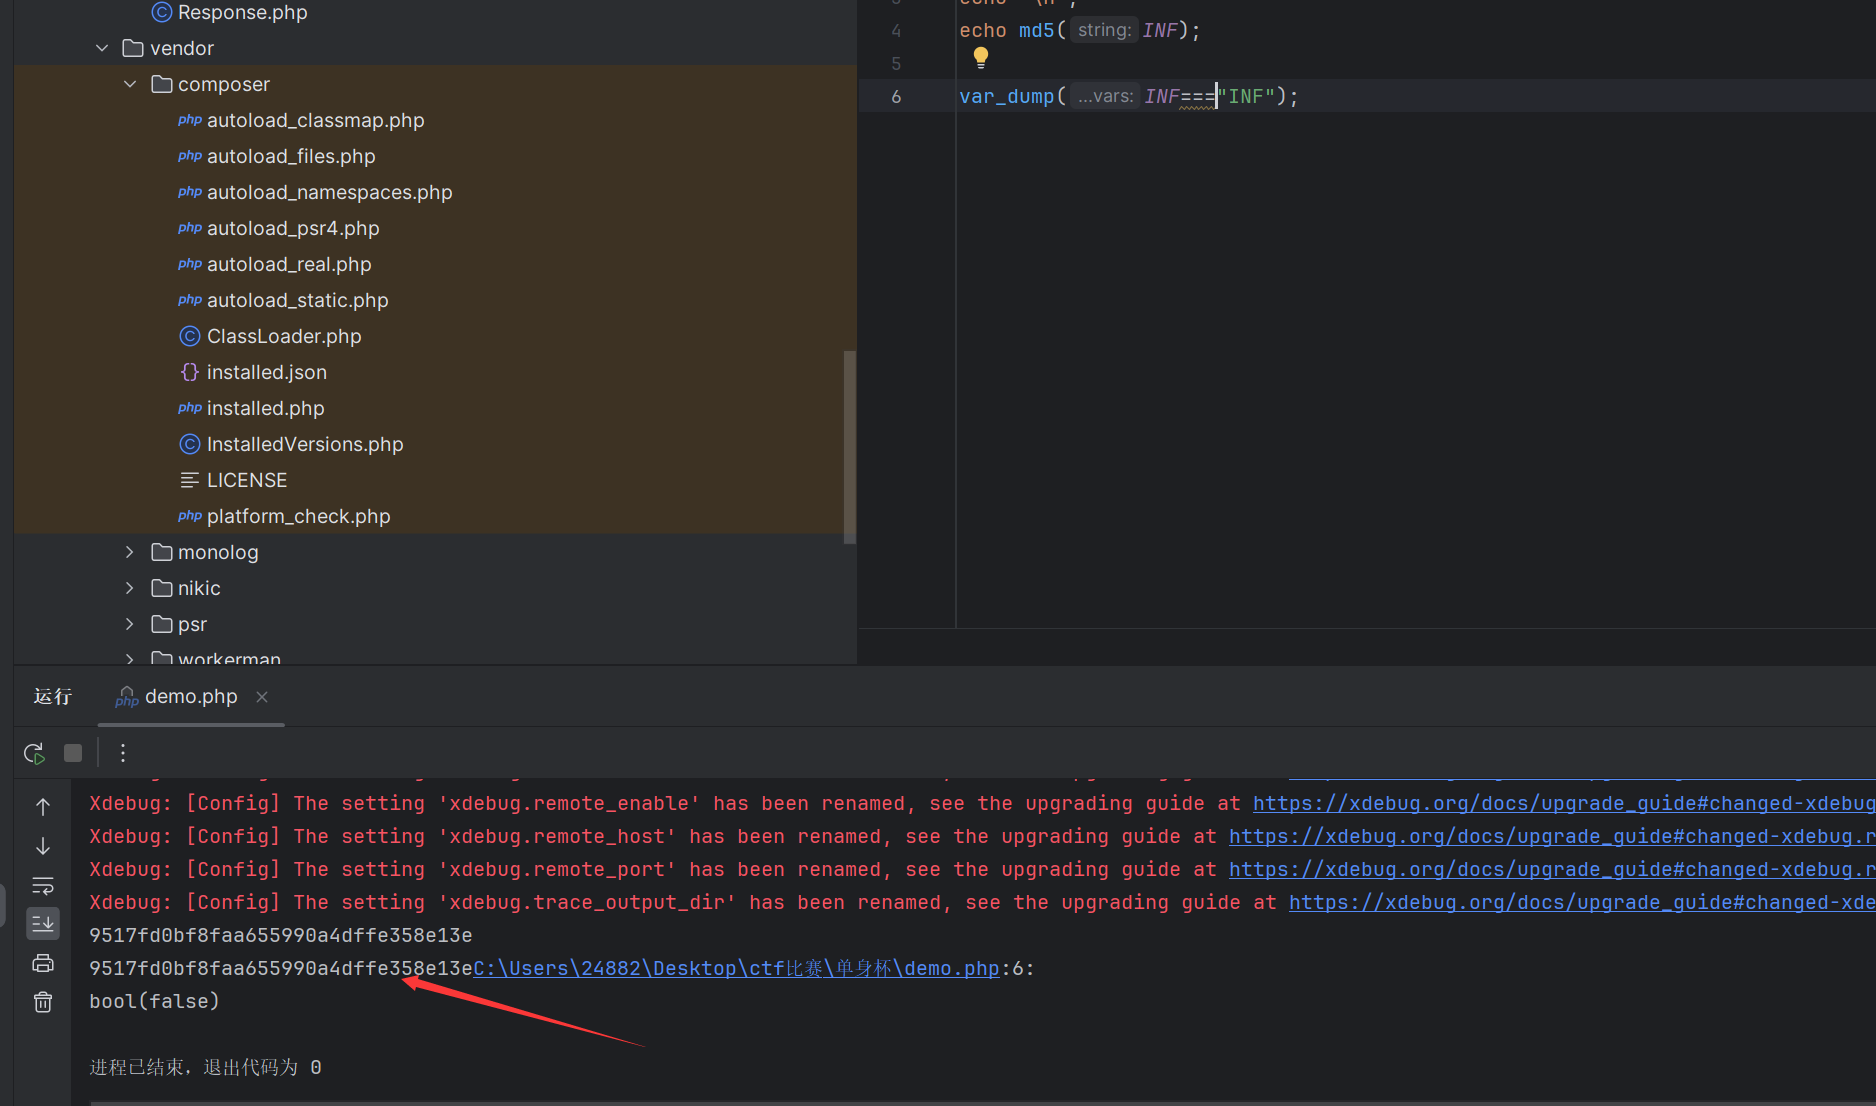 Response.php
vendor
composer
php autoload_classmap.php
php autoload_files.php
php autoload_namespaces.php
php autoload_psr4.php
php autoload_real.php
php autoload_static.php
ClassLoader.php
{} installed.json
php installed.php
InstalledVersions.php
LICENSE
php platform_check.php
monolog
nikic
psr
workerman
4 echo md5( string: INF);
5
6 var_dump( ...vars: INF==="INF");
运行 php demo.php
Xdebug: [Config] The setting 'xdebug.remote_enable' has been renamed, see the upgrading guide at https://xdebug.org/docs/upgrade_guide#changed-xdebug
Xdebug: [Config] The setting 'xdebug.remote_host' has been renamed, see the upgrading guide at https://xdebug.org/docs/upgrade_guide#changed-xdebug.r
Xdebug: [Config] The setting 'xdebug.remote_port' has been renamed, see the upgrading guide at https://xdebug.org/docs/upgrade_guide#changed-xdebug.r
Xdebug: [Config] The setting 'xdebug.trace_output_dir' has been renamed, see the upgrading guide at https://xdebug.org/docs/upgrade_guide#changed-xde
9517fd0bf8faa655990a4dffe358e13e
9517fd0bf8faa655990a4dffe358e13eC:\Users\24882\Desktop\ctf比赛\单身杯\demo.php:6:
bool(false)
进程已结束，退出代码为 0